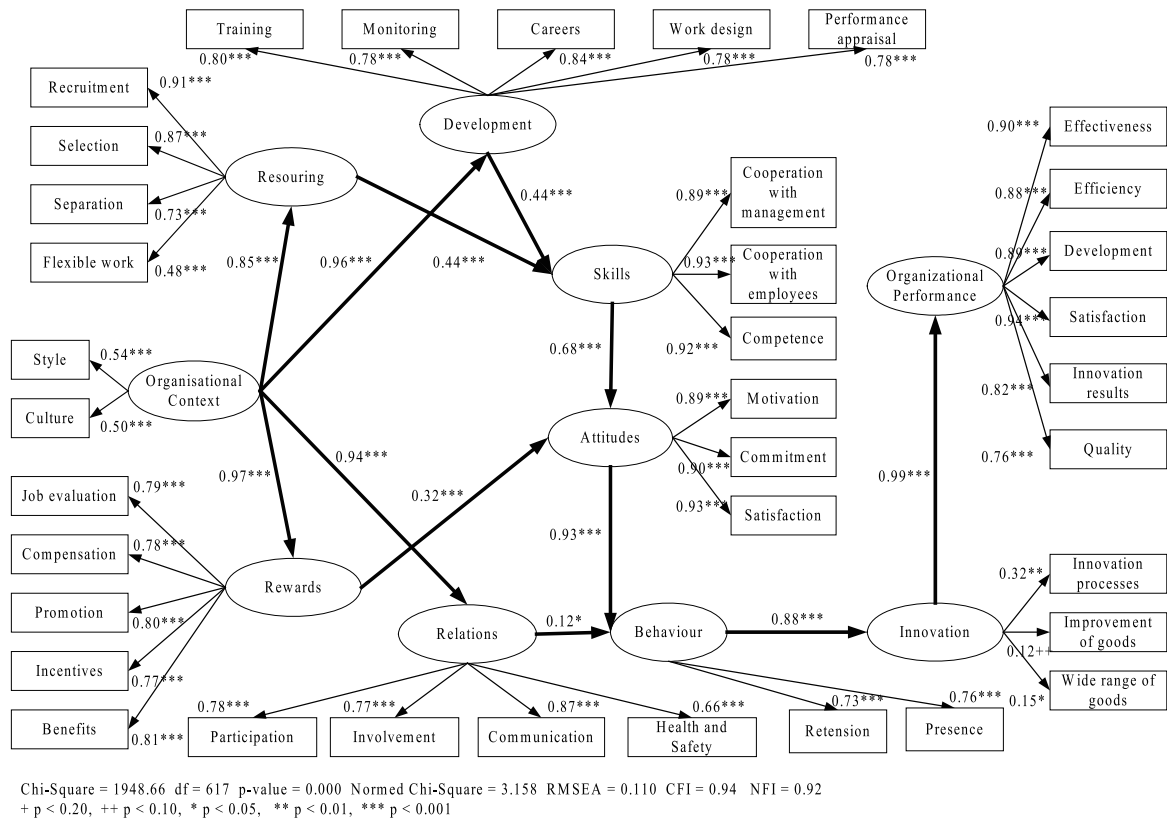 Training
Monitoring
Careers
Work design
Performance
appraisal
0.80***
0.78***
0.84***
0.78***
0.78***
Recruitment
0.91***
Selection
0.87***
Separation
0.73***
Flexible work
0.48***
Resouring
Development
0.85***
0.96***
0.44***
0.44***
Skills
0.89***
Cooperation
with
management
0.93***
Cooperation
with
employees
0.92***
Competence
0.68***
Organizational
Performance
0.90***
Effectiveness
0.88***
Efficiency
0.89***
Development
0.94***
Satisfaction
0.82***
Innovation
results
0.76***
Quality
Style
0.54***
Culture
0.50***
Organisational
Context
Attitudes
0.89***
Motivation
0.90***
Commitment
0.93***
Satisfaction
0.97***
0.94***
0.32***
0.93***
0.99***
Job evaluation
0.79***
Compensation
0.78***
Promotion
0.80***
Incentives
0.77***
Benefits
0.81***
Rewards
Relations
0.12*
Behaviour
0.88***
Innovation
0.32**
Innovation
processes
0.12++
Improvement
of goods
0.15*
Wide range of
goods
0.78***
0.77***
0.87***
0.66***
0.73***
0.76***
Participation
Involvement
Communication
Health and
Safety
Retension
Presence
Chi-Square = 1948.66 df = 617 p-value = 0.000 Normed Chi-Square = 3.158 RMSEA = 0.110 CFI = 0.94 NFI = 0.92
+ p < 0.20, ++ p < 0.10, * p < 0.05, ** p < 0.01, *** p < 0.001